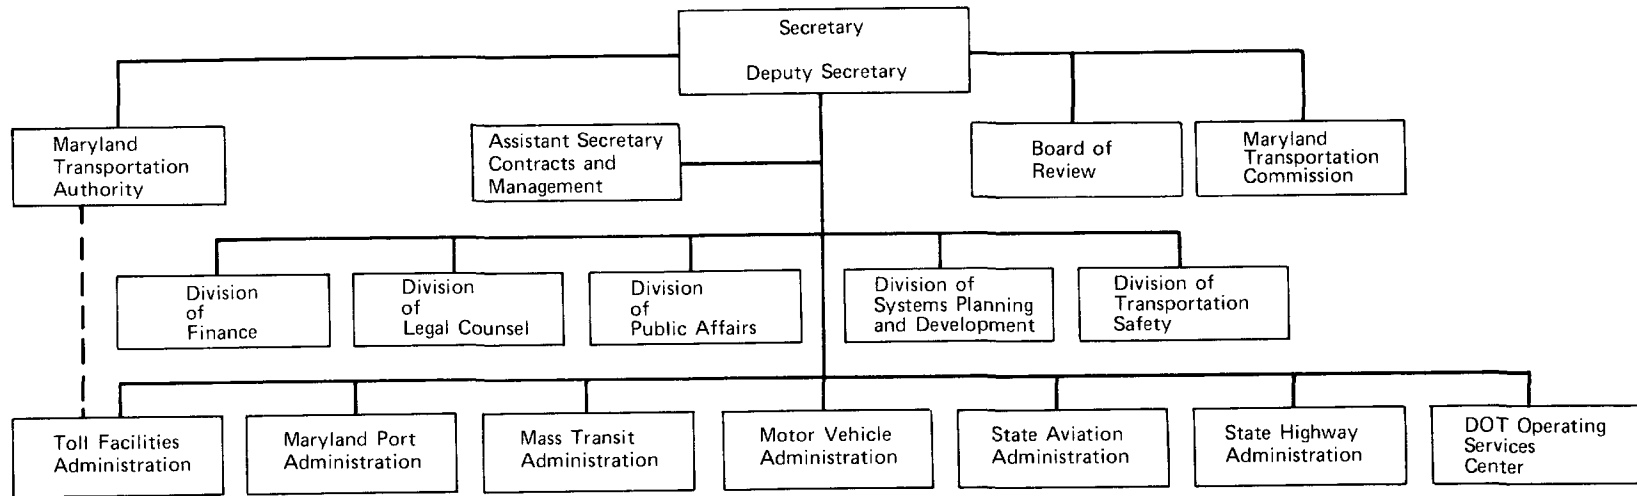 Secretary
Deputy Secretary
Maryland
Transportation
Authority
Assistant Secretary
Contracts and
Management
Board of
Review
Maryland
Transportation
Commission
Division
of
Finance
Division
of
Legal Counsel
Division
of
Public Affairs
Division of
Systems Planning
and Development
Division of
Transportation
Safety
Toll Facilities
Administration
Maryland Port
Administration
Mass Transit
Administration
Motor Vehicle
Administration
State Aviation
Administration
State Highway
Administration
DOT Operating
Services
Center